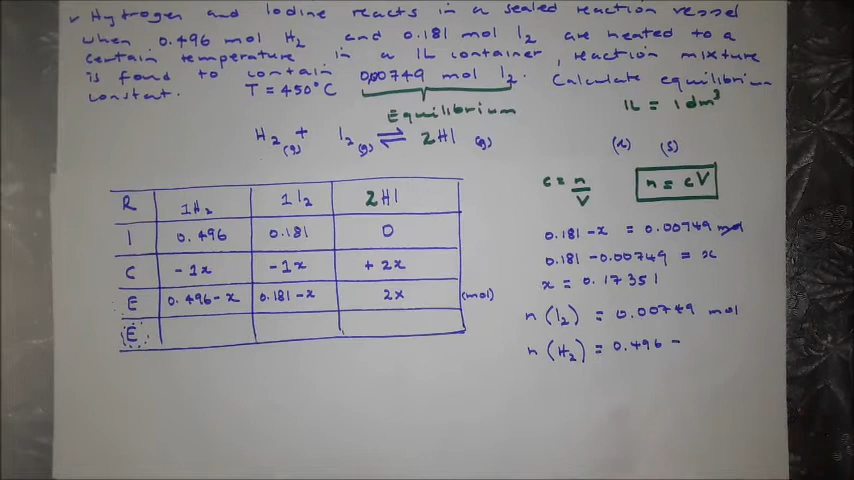 ✓ Hytrogen and Iodine reacts in a sealed reaction vessel
when 0.496 mol H2 and 0.181 mol I2 are heated to a
certain temperature in a 1L container, reaction mixture
is found to contain 0.00749 mol I2. Calculate equilibrium
constant. T = 450°C
Equilibrium
1L = 1dm³
H2 (g) + I2 (g) ⇌ 2HI (g)
(s)
c = n/V
n = cV
R 1H2 1I2 2HI
I 0.496 0.181 0
C -1x -1x +2x
E 0.496-x 0.181-x 2x (mol)
E
0.181-x = 0.00749 mol
0.181-0.00749 = x
x = 0.17351
n(I2) = 0.00749 mol
n(H2) = 0.496 -